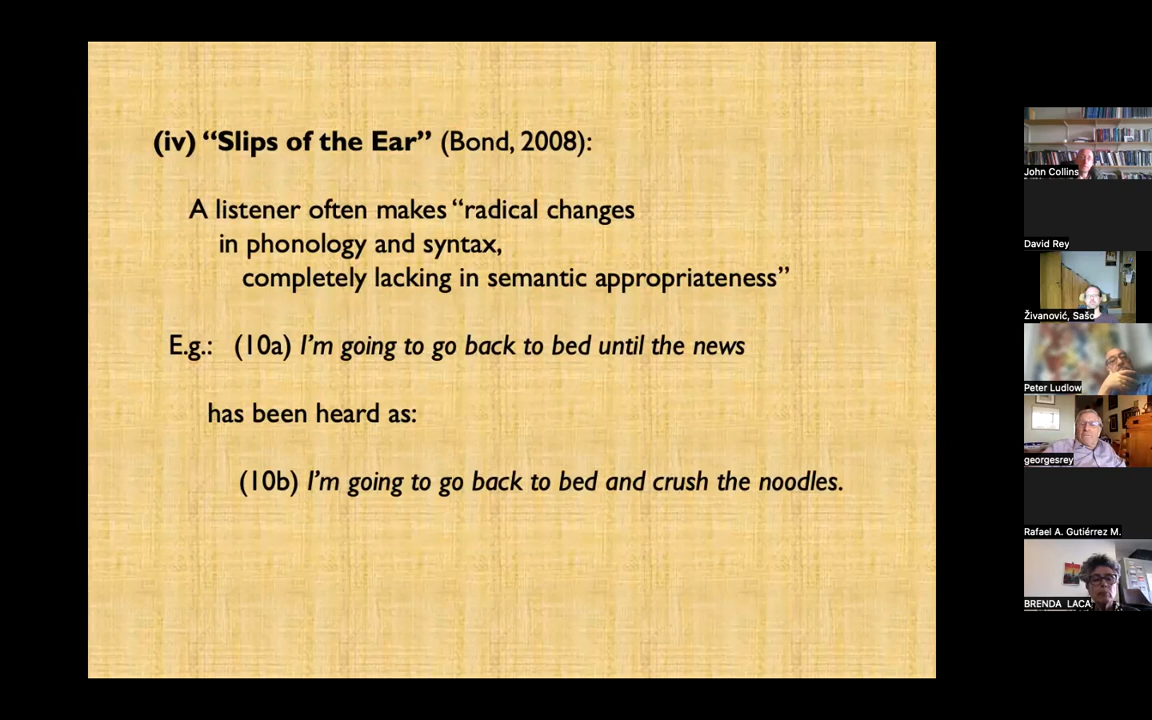 (iv) “Slips of the Ear” (Bond, 2008):
A listener often makes “radical changes
in phonology and syntax,
completely lacking in semantic appropriateness”
E.g.: (10a) I’m going to go back to bed until the news
has been heard as:
(10b) I’m going to go back to bed and crush the noodles.
John Collins
David Rey
Živanović, Sašo
Peter Ludlow
georgesrey
Rafael A. Gutiérrez M.
BRENDA LACA